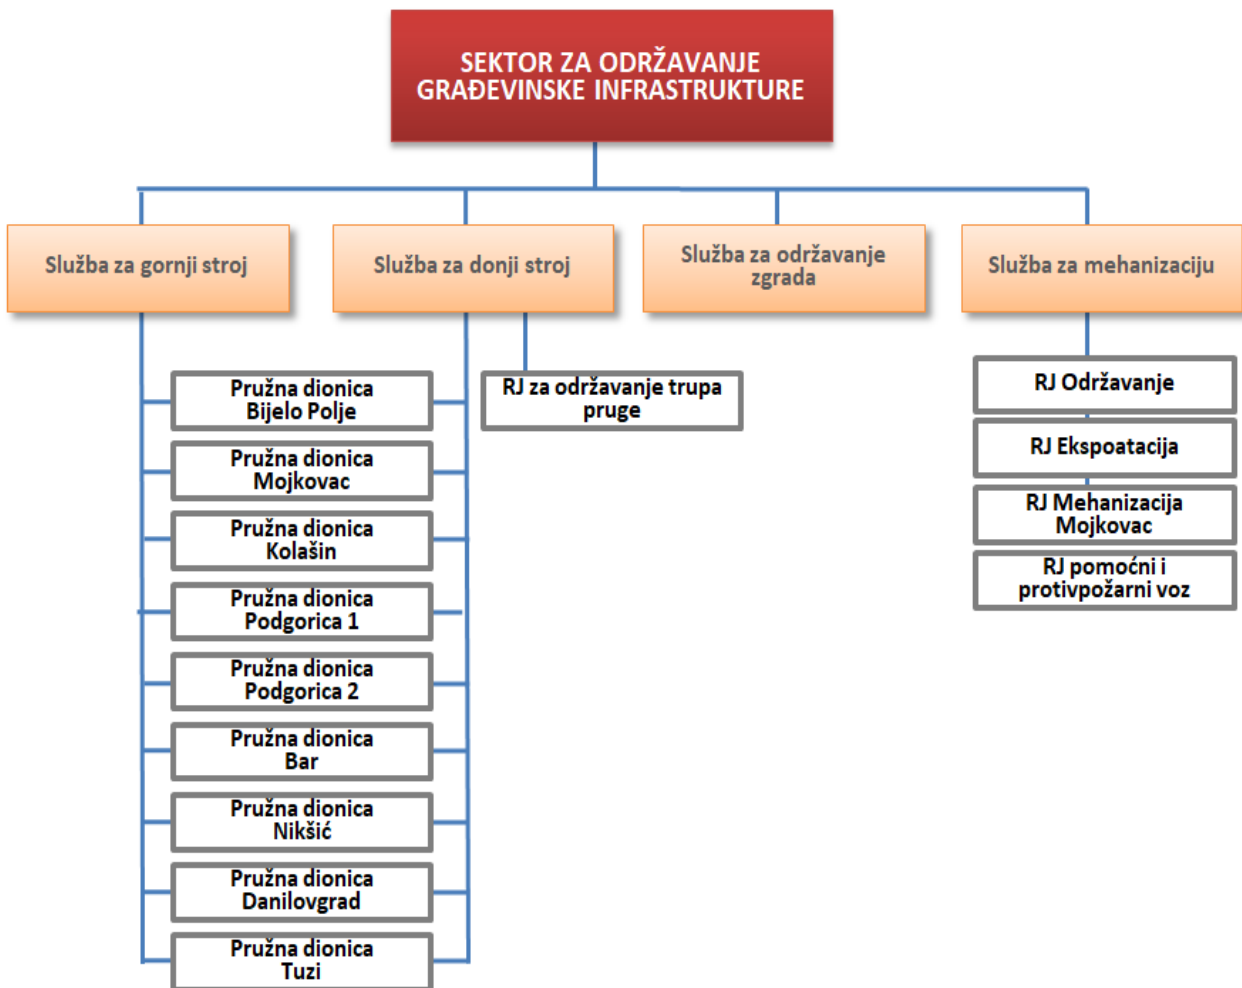 SEKTOR ZA ODRŽAVANJE
GRAĐEVINSKE INFRASTRUKTURE
Služba za gornji stroj
Služba za donji stroj
Služba za održavanje
zgrada
Služba za mehanizaciju
Pružna dionica
Bijelo Polje
Pružna dionica
Mojkovac
Pružna dionica
Kolašin
Pružna dionica
Podgorica 1
Pružna dionica
Podgorica 2
Pružna dionica
Bar
Pružna dionica
Nikšić
Pružna dionica
Danilovgrad
Pružna dionica
Tuzi
RJ za održavanje trupa
pruge
RJ Održavanje
RJ Ekspoatacija
RJ Mehanizacija
Mojkovac
RJ pomoćni i
protivpožarni voz